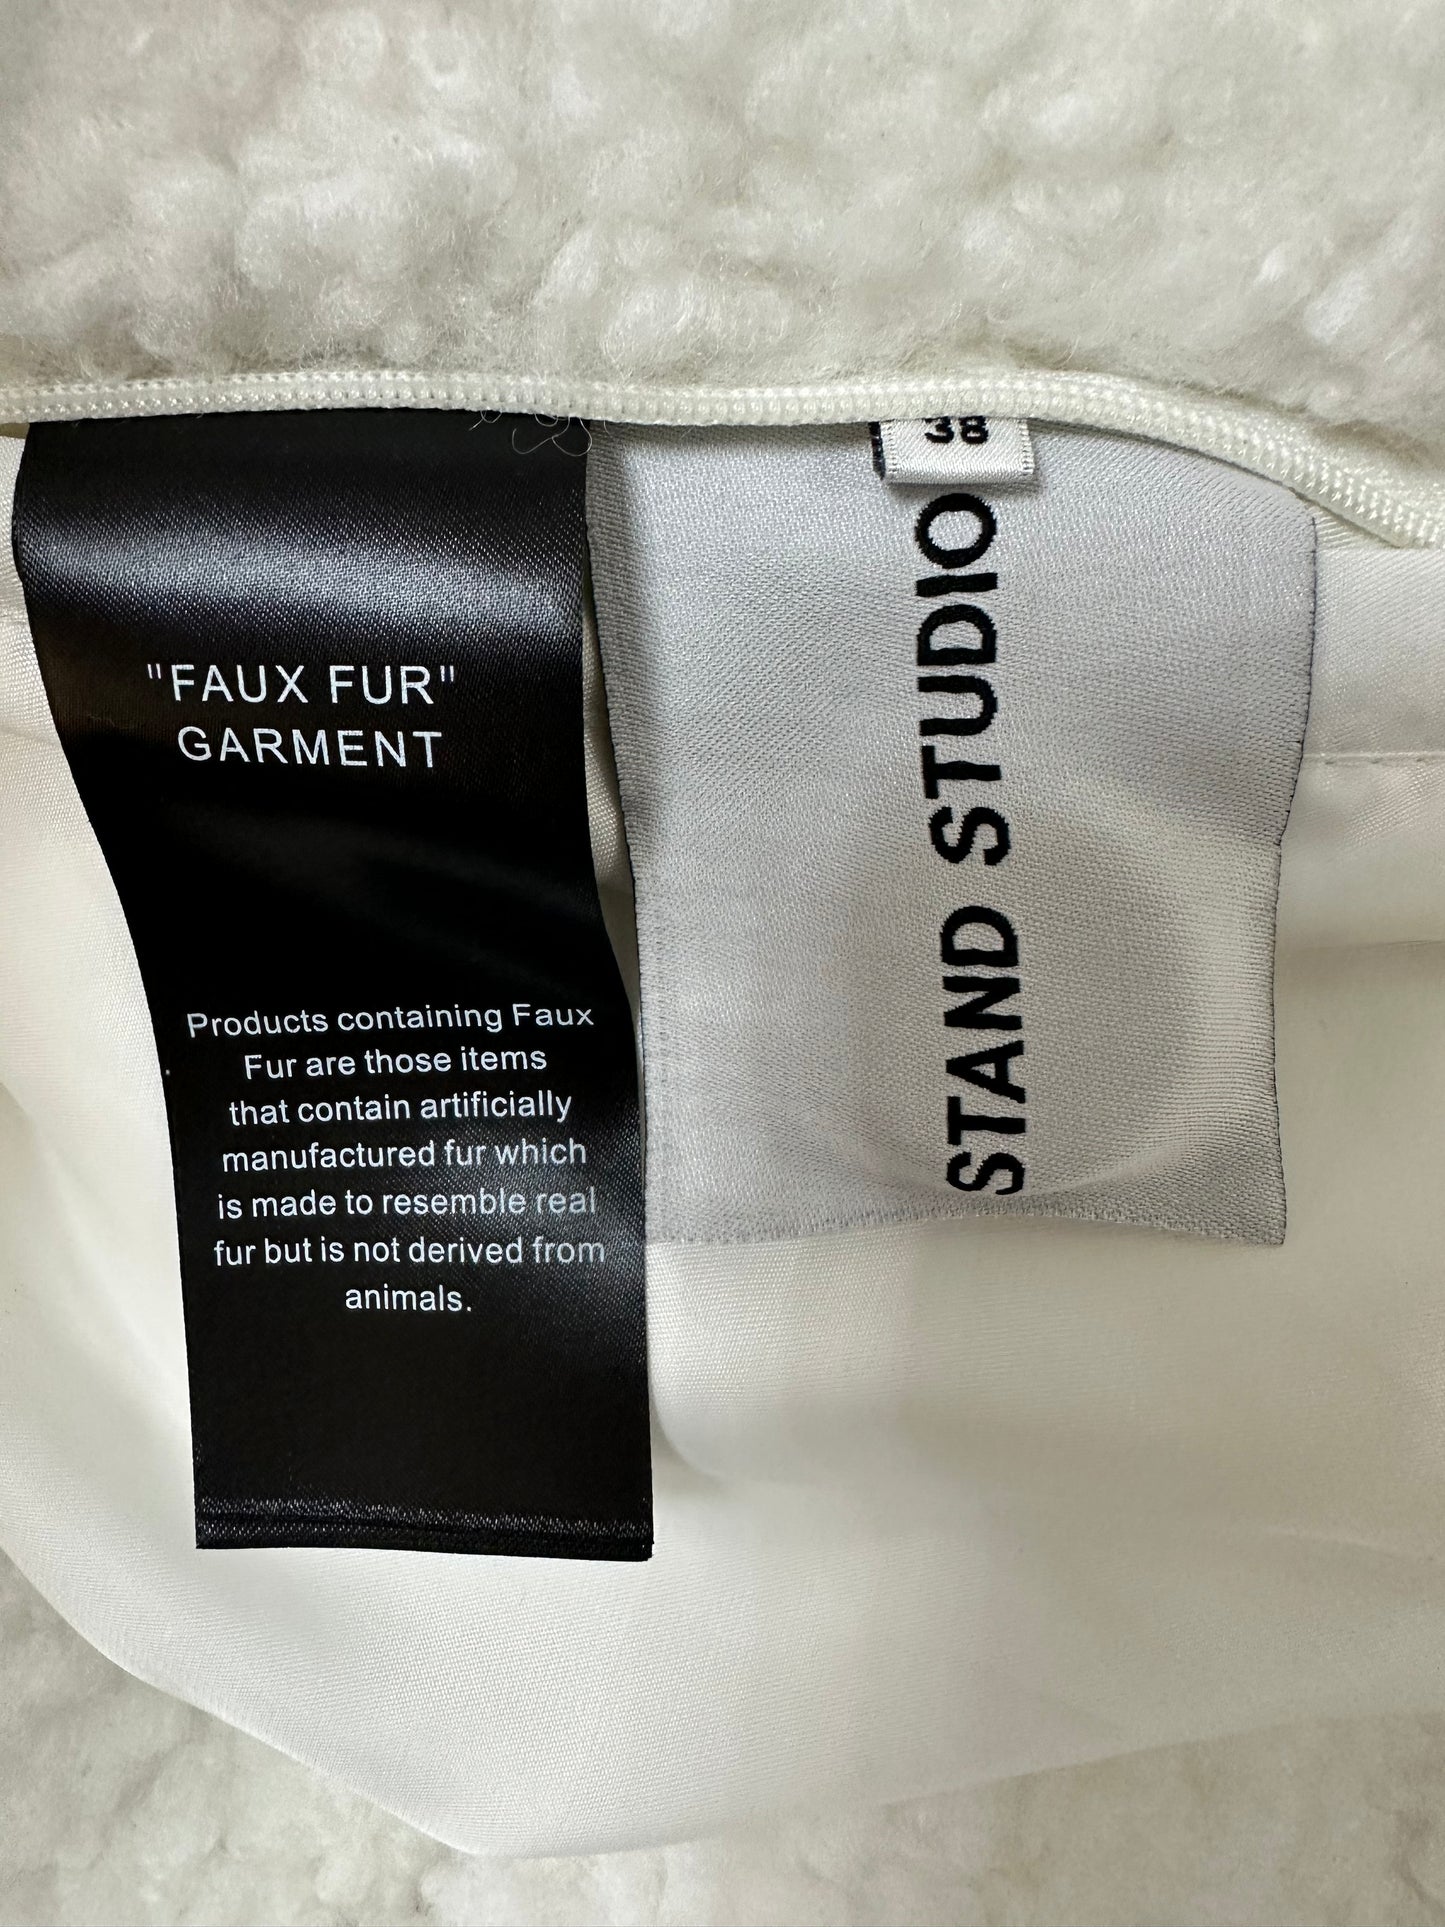 "FAUX FUR"
GARMENT
Products containing Faux
Fur are those items
that contain artificially
manufactured fur which
is made to resemble real
fur but is not derived from
animals.
38
STAND STUDIO